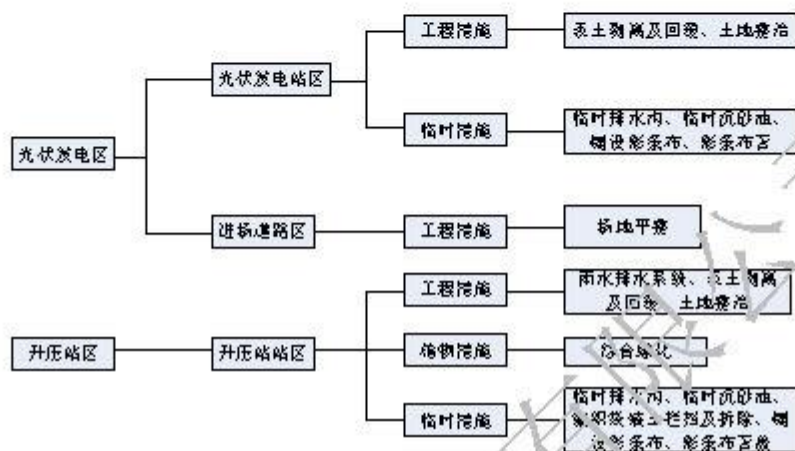 工程措施
表土剥离及回覆、土地整治
光伏发电站区
临时措施
临时排水沟、临时沉砂池、
铺设彩条布、彩条布苫
光伏发电区
进场道路区
工程措施
场地平整
工程措施
雨水排水系统、表土剥离
及回覆、土地整治
升压站区
升压站站区
植物措施
综合绿化
临时措施
临时排水沟、临时沉砂池、
编织袋装土拦挡及拆除、铺
设彩条布、彩条布苫盖
有限公